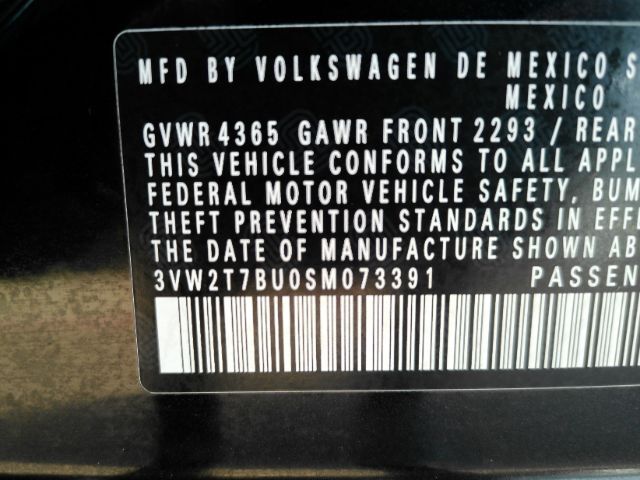 MFD BY VOLKSWAGEN DE MEXICO S
MEXICO
GVWR 4365 GAWR FRONT 2293 / REAR
THIS VEHICLE CONFORMS TO ALL APPL
FEDERAL MOTOR VEHICLE SAFETY, BUM
THEFT PREVENTION STANDARDS IN EFFE
THE DATE OF MANUFACTURE SHOWN AB
3VW2T7BU0SM073391 PASSEN